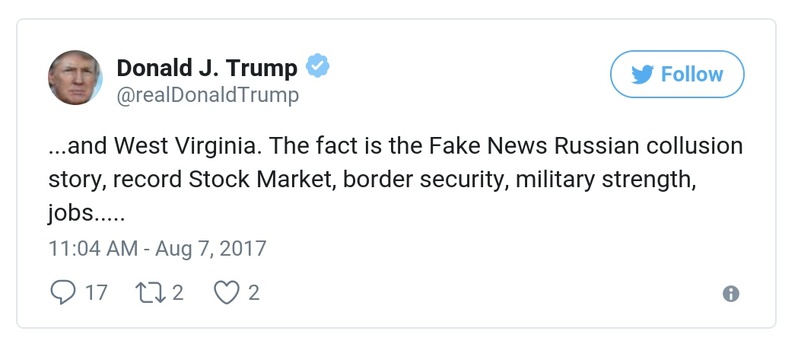 Donald J. Trump
Follow
@realDonaldTrump
...and West Virginia. The fact is the Fake News Russian collusion
story, record Stock Market, border security, military strength,
jobs.....
11:04 AM - Aug 7, 2017
17 2 2